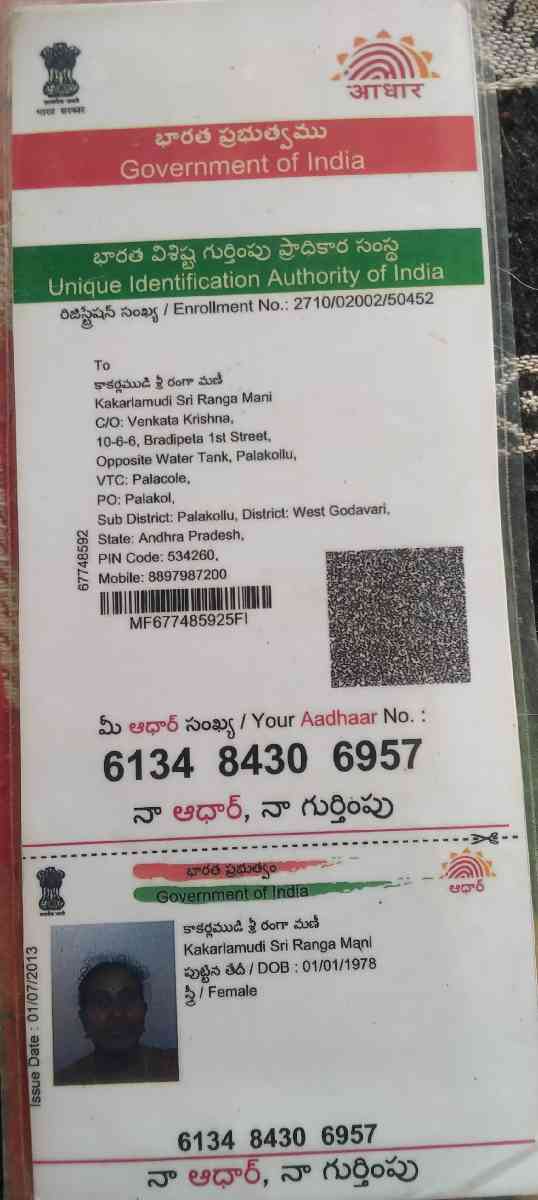 भारत सरकार
आधार
భారత ప్రభుత్వము
Government of India
భారత విశిష్ట గుర్తింపు ప్రాధికార సంస్థ
Unique Identification Authority of India
రిజిస్ట్రేషన్ సంఖ్య / Enrollment No.: 2710/02002/50452
To
కాకర్లముడి శ్రీ రంగా మణి
Kakarlamudi Sri Ranga Mani
C/O: Venkata Krishna,
10-6-6, Bradipeta 1st Street,
Opposite Water Tank, Palakollu,
VTC: Palacole,
PO: Palakol,
Sub District: Palakollu, District: West Godavari,
State: Andhra Pradesh,
PIN Code: 534260,
Mobile: 8897987200
67748592
MF677485925FI
మీ ఆధార్ సంఖ్య / Your Aadhaar No. :
6134 8430 6957
నా ఆధార్, నా గుర్తింపు
భారత ప్రభుత్వం
Government of India
ఆధార్
కాకర్లముడి శ్రీ రంగా మణి
Kakarlamudi Sri Ranga Mani
పుట్టిన తేదీ / DOB : 01/01/1978
స్త్రీ / Female
Issue Date : 01/07/2013
6134 8430 6957
నా ఆధార్, నా గుర్తింపు